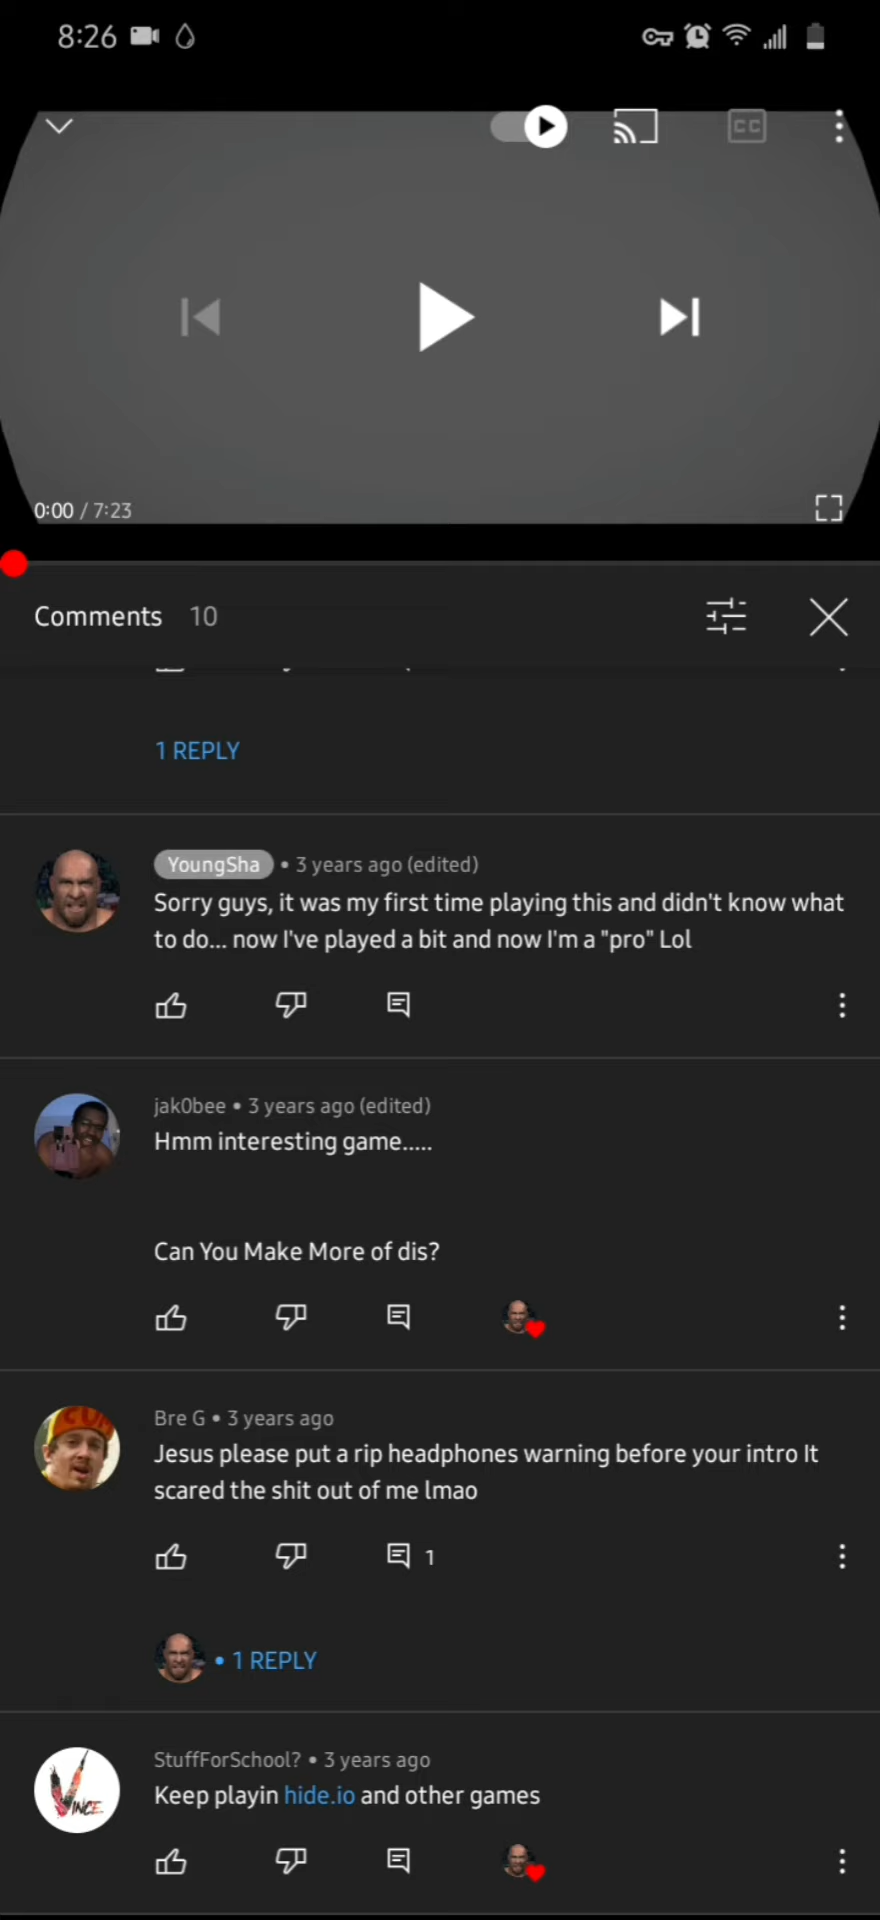 8:26
CC
0:00 / 7:23
Comments 10
1 REPLY
YoungSha • 3 years ago (edited)
Sorry guys, it was my first time playing this and didn't know what
to do... now I've played a bit and now I'm a "pro" Lol
jak0bee • 3 years ago (edited)
Hmm interesting game.....
Can You Make More of dis?
Bre G • 3 years ago
Jesus please put a rip headphones warning before your intro It
scared the shit out of me lmao
1
• 1 REPLY
VINCE
StuffForSchool? • 3 years ago
Keep playin hide.io and other games